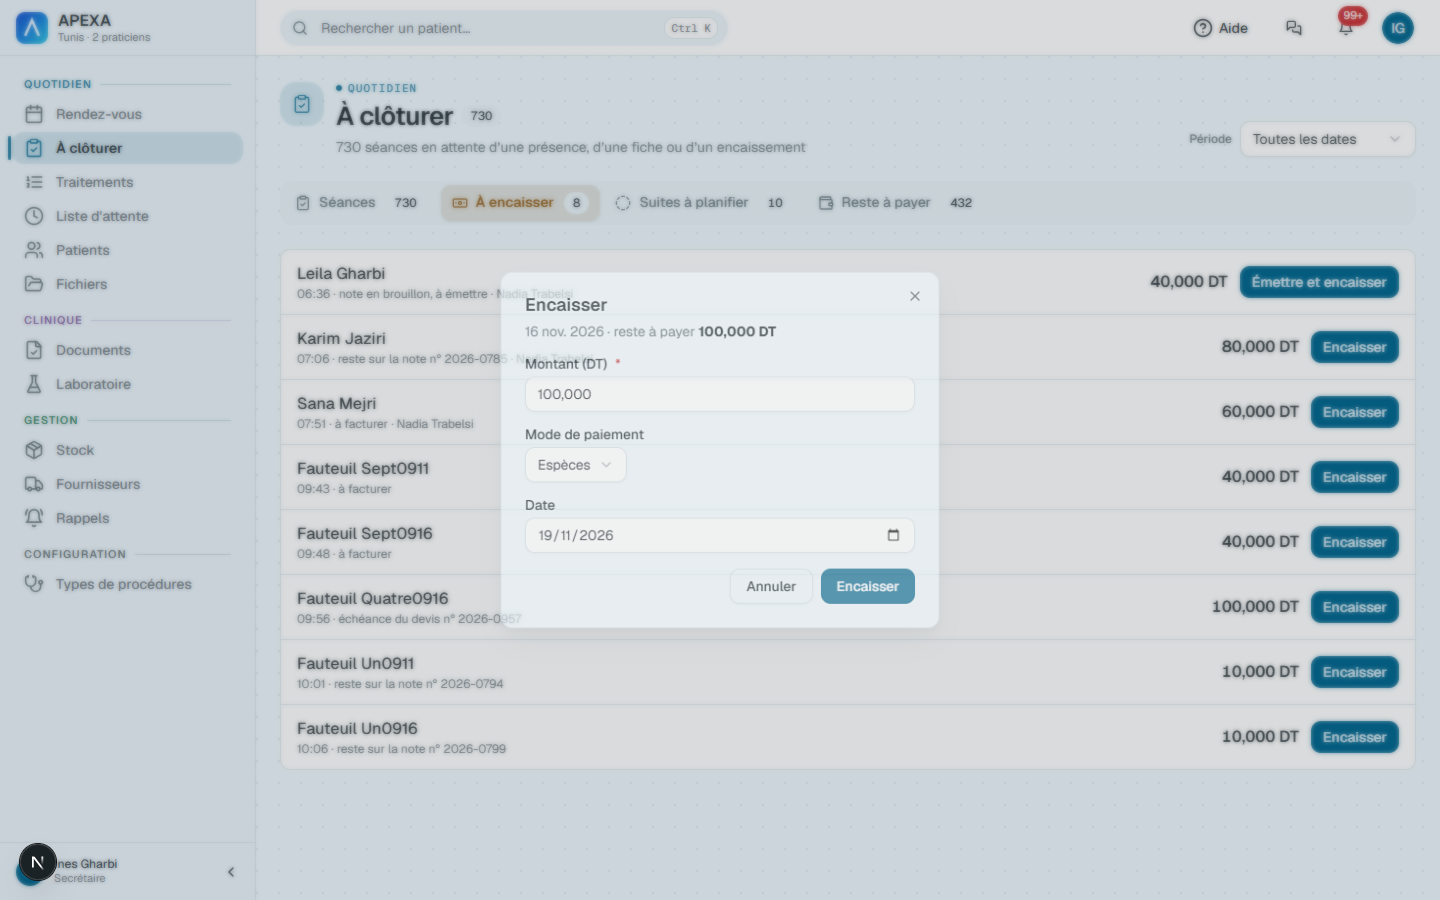 APEXA
Tunis · 2 praticiens
Rechercher un patient...
Ctrl K
Aide
99+
IG
QUOTIDIEN
Rendez-vous
À clôturer
Traitements
Liste d'attente
Patients
Fichiers
CLINIQUE
Documents
Laboratoire
GESTION
Stock
Fournisseurs
Rappels
CONFIGURATION
Types de procédures
N
nes Gharbi
Secrétaire
QUOTIDIEN
À clôturer 730
730 séances en attente d'une présence, d'une fiche ou d'un encaissement
Période
Toutes les dates
Séances 730
À encaisser 8
Suites à planifier 10
Reste à payer 432
Leila Gharbi
06:36 · note en brouillon, à émettre · Nadia Trabelsi
40,000 DT
Émettre et encaisser
Karim Jaziri
07:06 · reste sur la note n° 2026-0785 · Nadia Trabelsi
80,000 DT
Encaisser
Sana Mejri
07:51 · à facturer · Nadia Trabelsi
60,000 DT
Encaisser
Fauteuil Sept0911
09:43 · à facturer
40,000 DT
Encaisser
Fauteuil Sept0916
09:48 · à facturer
40,000 DT
Encaisser
Fauteuil Quatre0916
09:56 · échéance du devis n° 2026-0957
100,000 DT
Encaisser
Fauteuil Un0911
10:01 · reste sur la note n° 2026-0794
10,000 DT
Encaisser
Fauteuil Un0916
10:06 · reste sur la note n° 2026-0799
10,000 DT
Encaisser
Encaisser
16 nov. 2026 · reste à payer 100,000 DT
Montant (DT) *
100,000
Mode de paiement
Espèces
Date
19/11/2026
Annuler
Encaisser